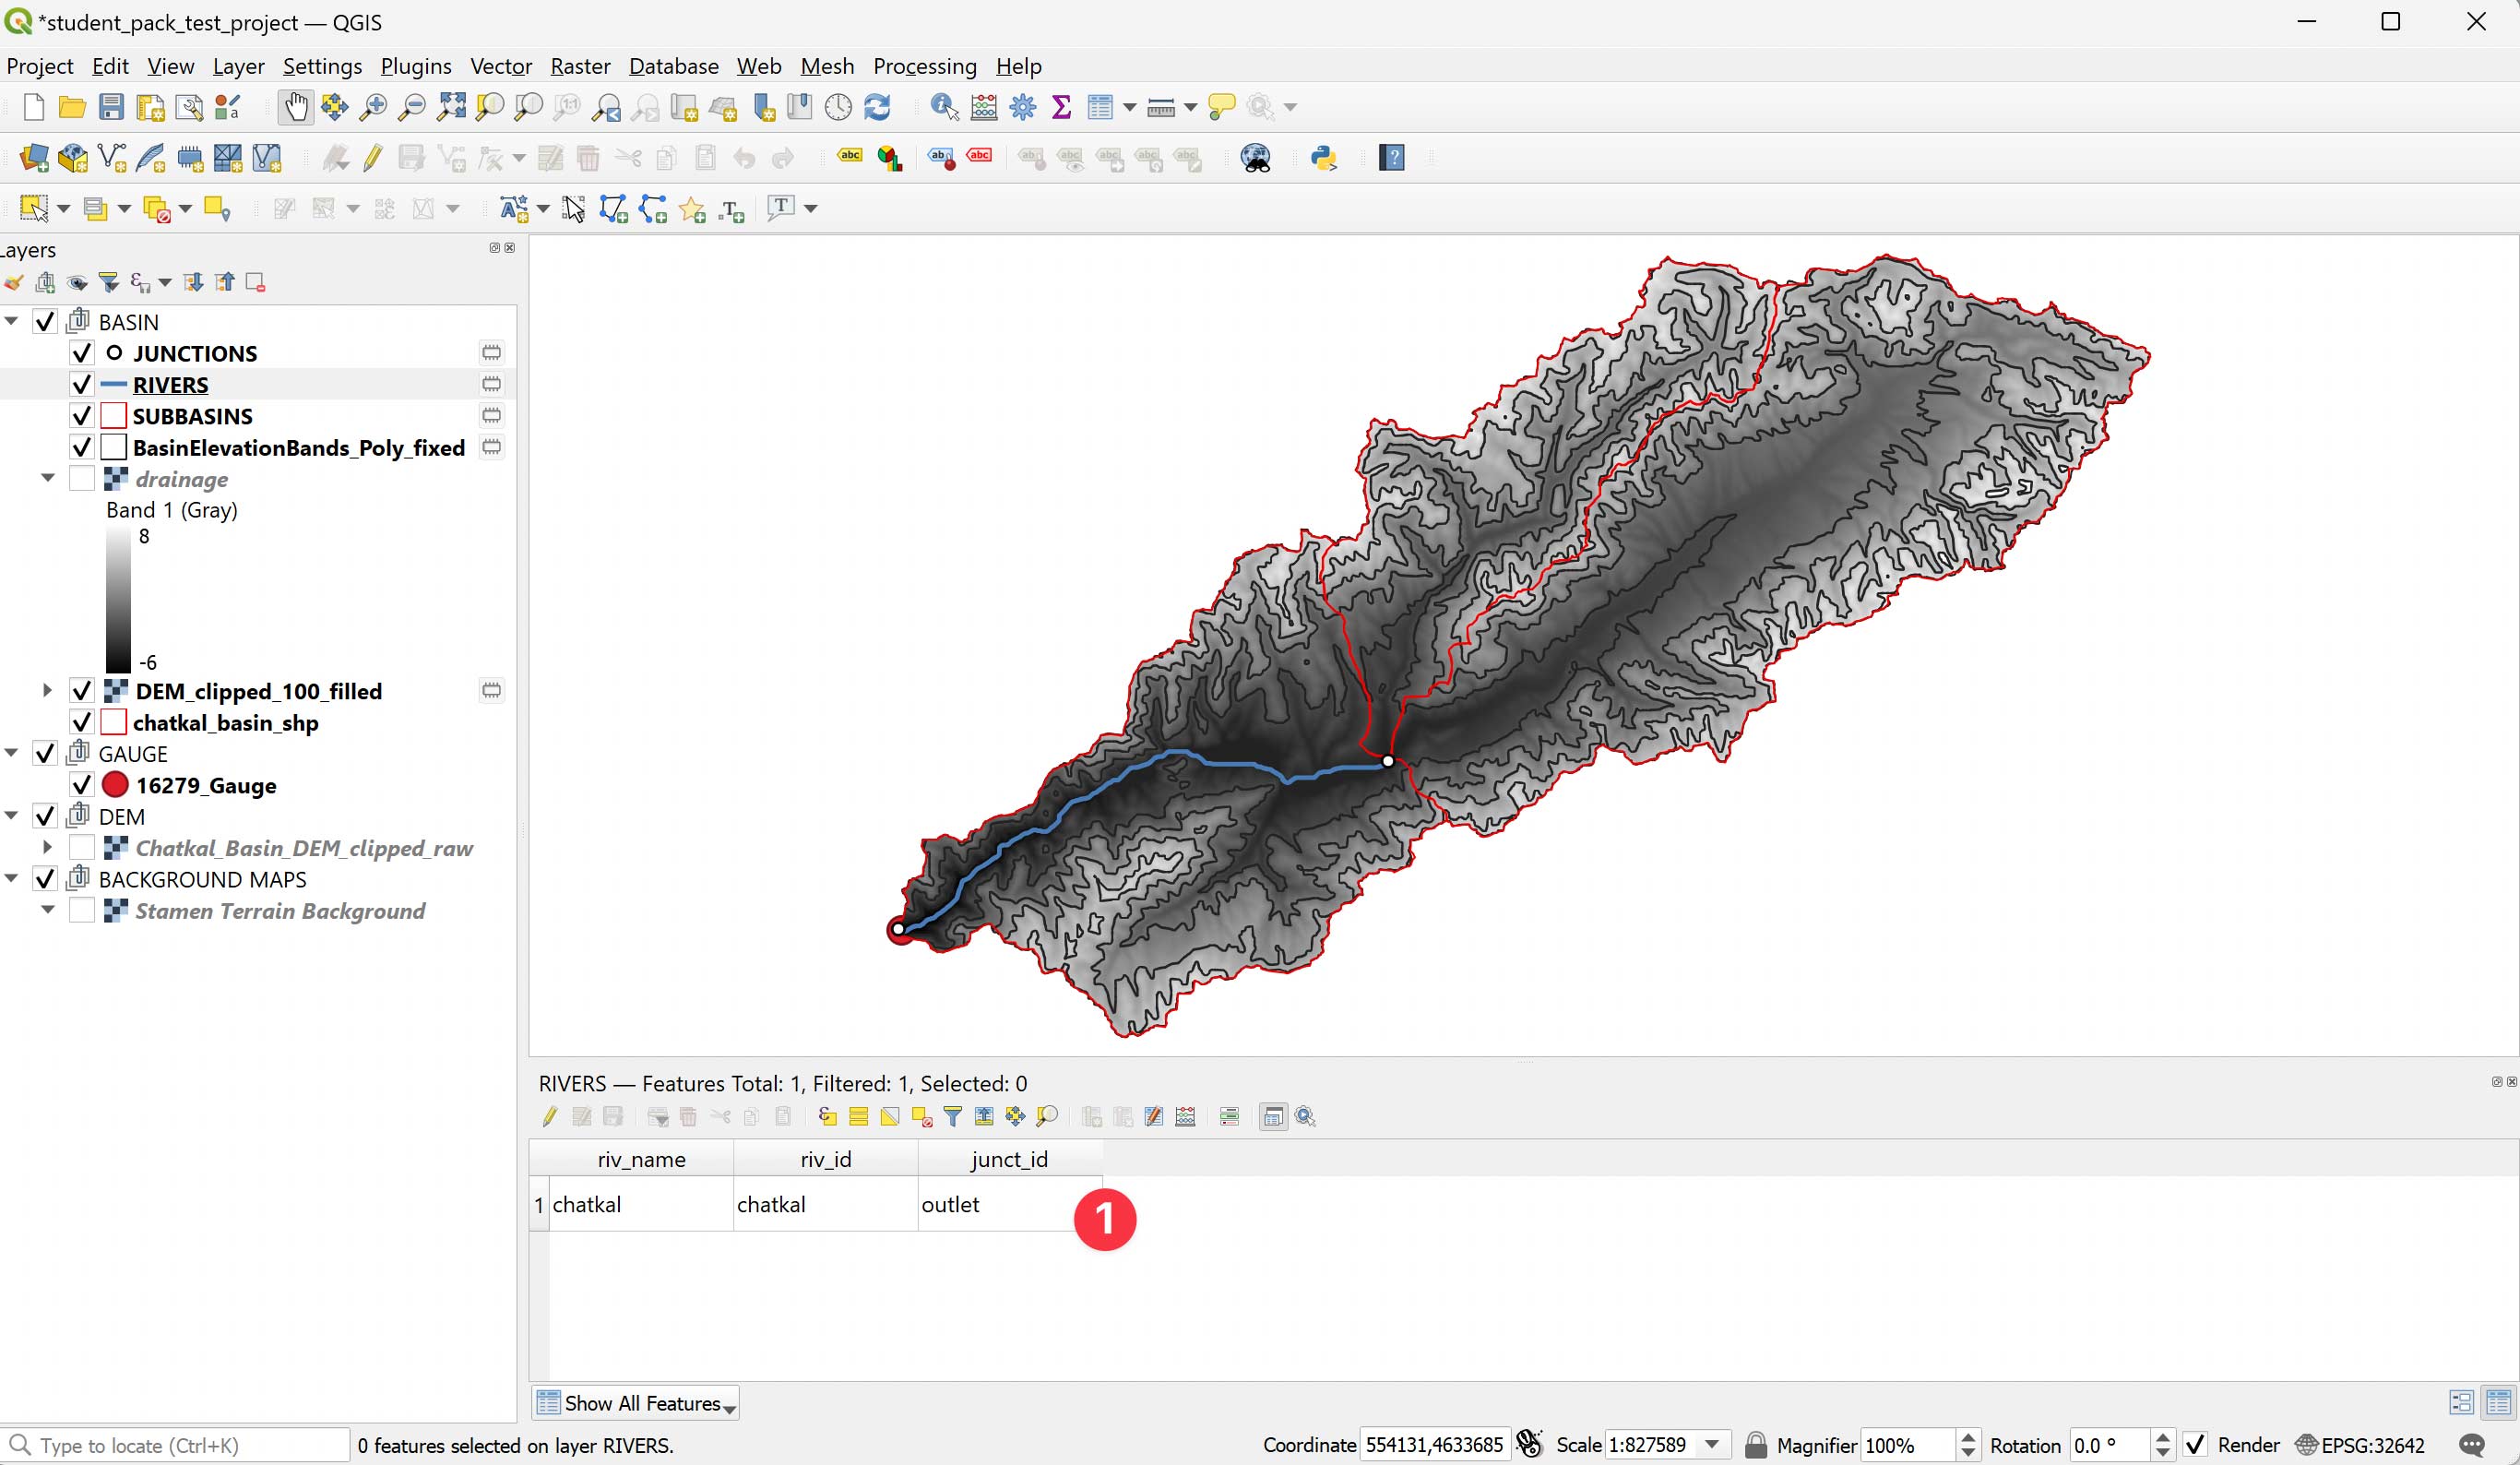 *student_pack_test_project — QGIS
Project Edit View Layer Settings Plugins Vector Raster Database Web Mesh Processing Help
Layers
BASIN
JUNCTIONS
RIVERS
SUBBASINS
BasinElevationBands_Poly_fixed
drainage
Band 1 (Gray)
8
-6
DEM_clipped_100_filled
chatkal_basin_shp
GAUGE
16279_Gauge
DEM
Chatkal_Basin_DEM_clipped_raw
BACKGROUND MAPS
Stamen Terrain Background
RIVERS — Features Total: 1, Filtered: 1, Selected: 0
riv_name riv_id junct_id
1 chatkal chatkal outlet
1
Show All Features
Type to locate (Ctrl+K) 0 features selected on layer RIVERS. Coordinate 554131,4633685 Scale 1:827589 Magnifier 100% Rotation 0.0 ° Render EPSG:32642